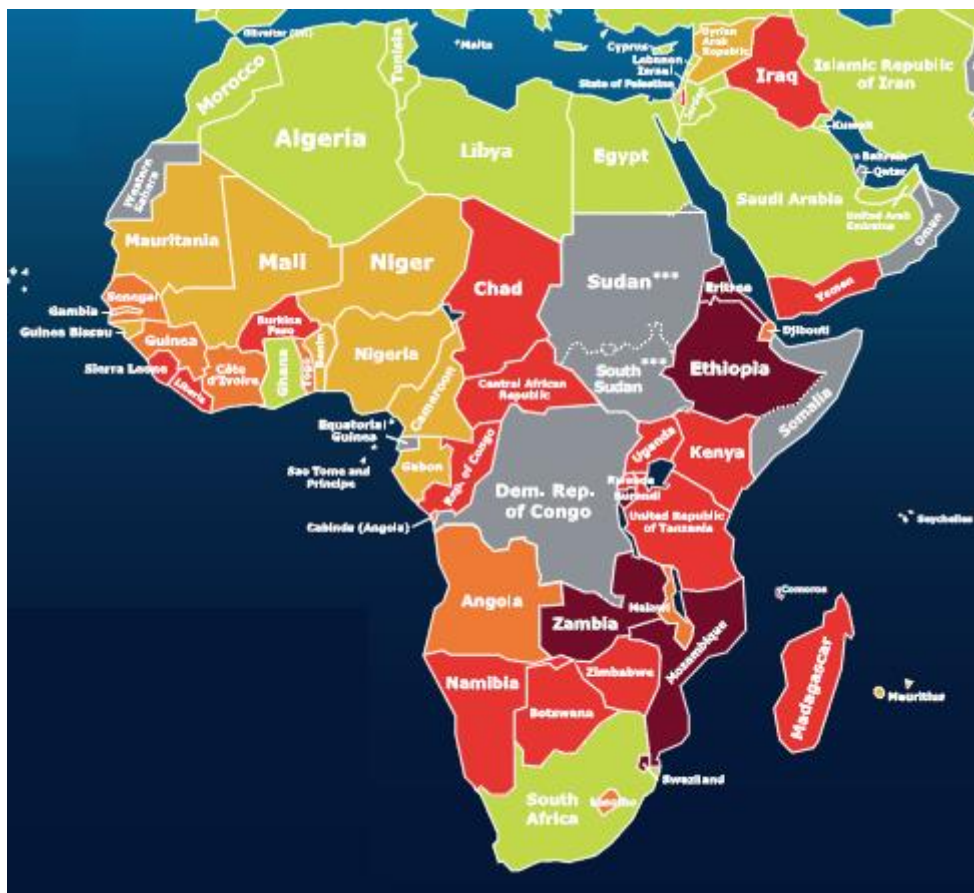 Malta
Cyprus
Syrian
Arab
Republic
Lebanon
Israel
State of Palestine
Jordan
Iraq
Islamic Republic
of Iran
Kuwait
Bahrain
Qatar
Saudi Arabia
United Arab
Emirates
Oman
Yemen
Morocco
Tunisia
Algeria
Libya
Egypt
Western
Sahara
Mauritania
Mali
Niger
Chad
Sudan***
Eritrea
Djibouti
Senegal
Gambia
Guinea Bissau
Guinea
Sierra Leone
Liberia
Côte
d'Ivoire
Burkina
Faso
Ghana
Togo
Benin
Nigeria
Cameroon
Central African
Republic
***
South
Sudan
Ethiopia
Somalia
Equatorial
Guinea
Sao Tome and
Principe
Gabon
Rep. of Congo
Cabinda (Angola)
Dem. Rep.
of Congo
Uganda
Kenya
Rwanda
Burundi
United Republic
of Tanzania
Seychelles
Comoros
Angola
Zambia
Malawi
Mozambique
Zimbabwe
Namibia
Botswana
Madagascar
Mauritius
Swaziland
South
Africa
Lesotho